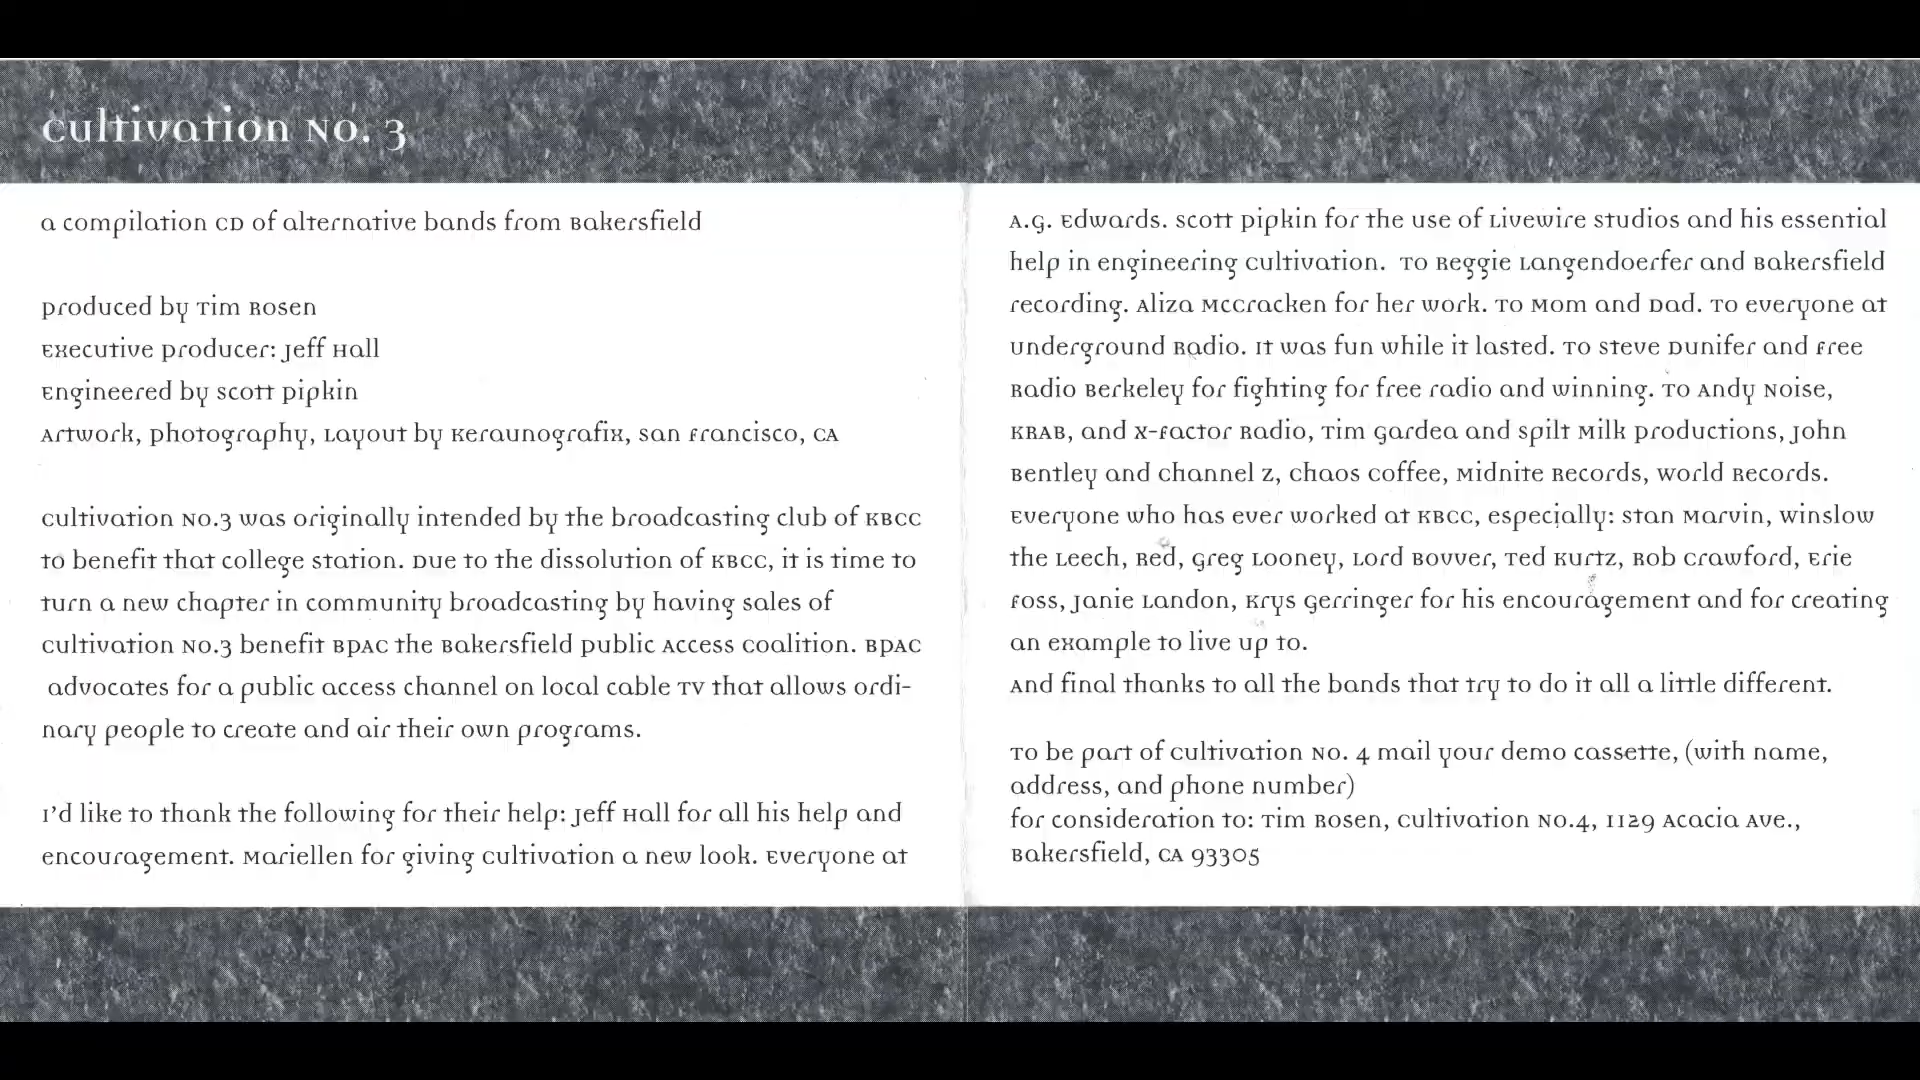 cultivation No. 3
a compilation CD of alternative bands from Bakersfield
produced by Tim Rosen
Executive producer: Jeff Hall
Engineered by Scott Pipkin
Artwork, photography, Layout by Keraunografix, San Francisco, CA
Cultivation No.3 was originally intended by the broadcasting club of KBCC
to benefit that college station. Due to the dissolution of KBCC, it is time to
turn a new chapter in community broadcasting by having sales of
Cultivation No.3 benefit BPAC the Bakersfield Public Access Coalition. BPAC
advocates for a public access channel on local cable TV that allows ordi-
nary people to create and air their own programs.
I'd like to thank the following for their help: Jeff Hall for all his help and
encouragement. Mariellen for giving Cultivation a new look. Everyone at
A.G. Edwards. Scott Pipkin for the use of Livewire Studios and his essential
help in engineering Cultivation. To Reggie Langendoerfer and Bakersfield
recording. Aliza McCracken for her work. To Mom and Dad. To everyone at
Underground Radio. It was fun while it lasted. To Steve Dunifer and Free
Radio Berkeley for fighting for free radio and winning. To Andy Noise,
KRAB, and X-Factor Radio, Tim Gardea and Spilt Milk Productions, John
Bentley and Channel Z, Chaos Coffee, Midnite Records, World Records.
Everyone who has ever worked at KBCC, especially: Stan Marvin, Winslow
the Leech, Red, Greg Looney, Lord Bovver, Ted Kurtz, Rob Crawford, Erie
Foss, Janie Landon, Krys Gerringer for his encouragement and for creating
an example to live up to.
And final thanks to all the bands that try to do it all a little different.
To be part of Cultivation No. 4 mail your demo cassette, (with name,
address, and phone number)
for consideration to: Tim Rosen, Cultivation No.4, 1129 Acacia Ave.,
Bakersfield, CA 93305